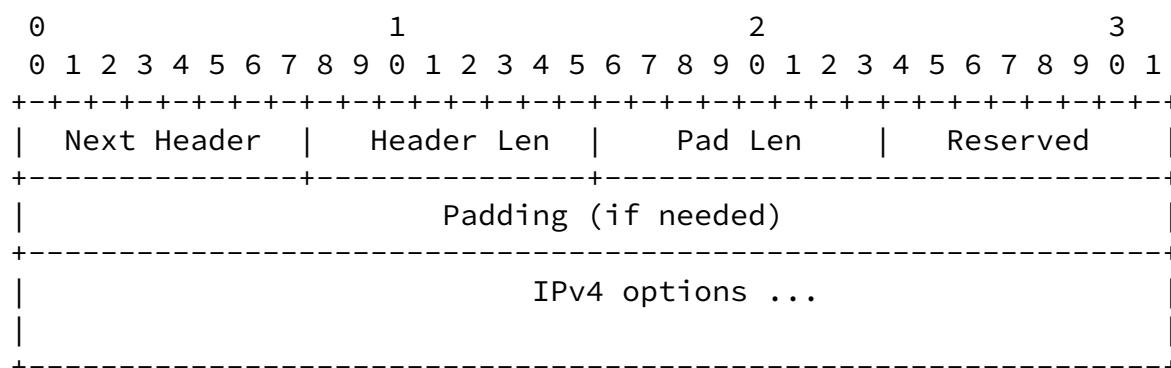 0                   1                   2                   3
 0 1 2 3 4 5 6 7 8 9 0 1 2 3 4 5 6 7 8 9 0 1 2 3 4 5 6 7 8 9 0 1
+-+-+-+-+-+-+-+-+-+-+-+-+-+-+-+-+-+-+-+-+-+-+-+-+-+-+-+-+-+-+-+-+
|  Next Header  |   Header Len  |    Pad Len    |   Reserved    |
+---------------+---------------+-------------------------------+
|                       Padding (if needed)                     |
+---------------------------------------------------------------+
|                            IPv4 options ...                   |
|                                                               |
+---------------------------------------------------------------+